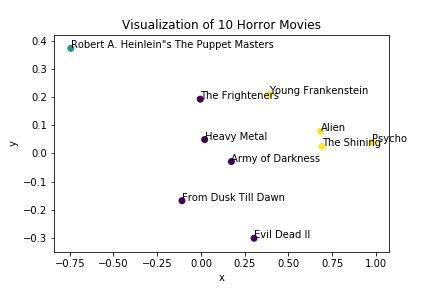 Visualization of 10 Horror Movies
0.4
Robert A. Heinlein"s The Puppet Masters
0.3
Young Frankenstein
0.2
The Frighteners
0.1
Alien
Heavy Metal
Psycho
The Shining
y
0.0
Army of Darkness
−0.1
From Dusk Till Dawn
−0.2
Evil Dead II
−0.3
−0.75
−0.50
−0.25
0.00
0.25
0.50
0.75
1.00
x